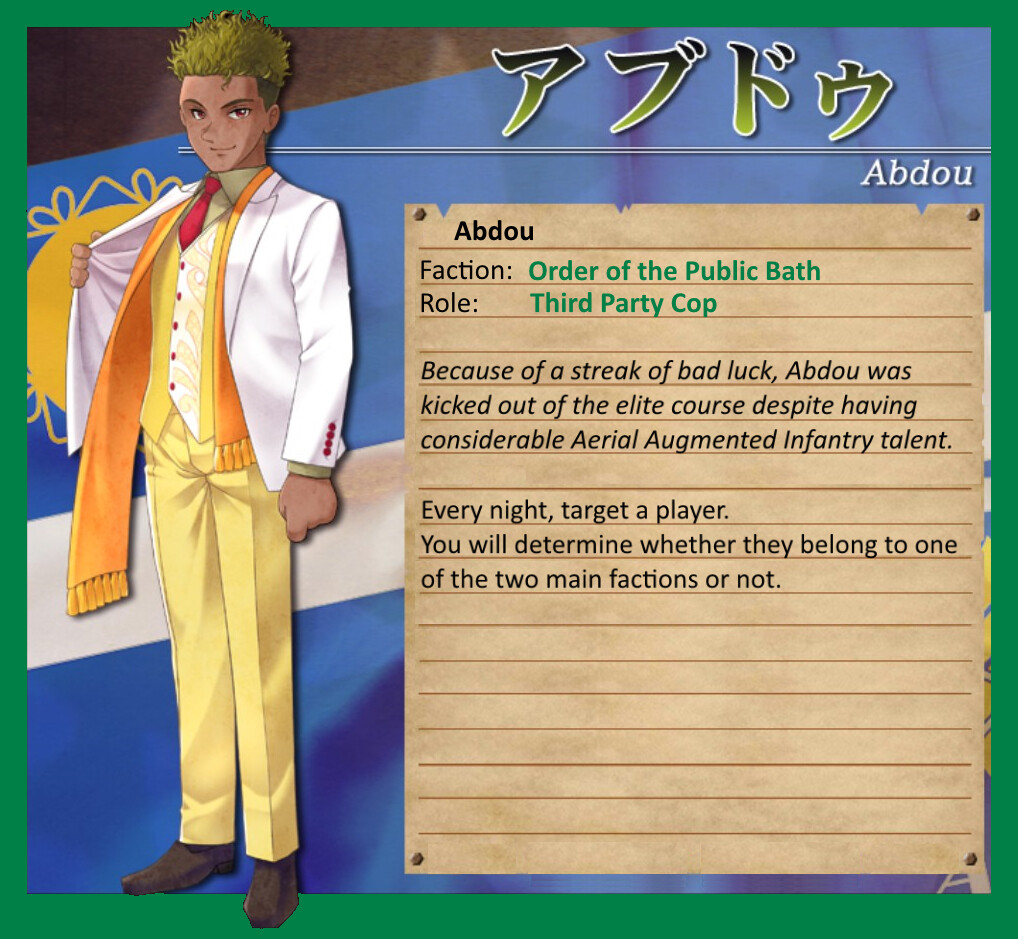 アブドゥ
Abdou
Abdou
Faction: Order of the Public Bath
Role: Third Party Cop
Because of a streak of bad luck, Abdou was
kicked out of the elite course despite having
considerable Aerial Augmented Infantry talent.
Every night, target a player.
You will determine whether they belong to one
of the two main factions or not.